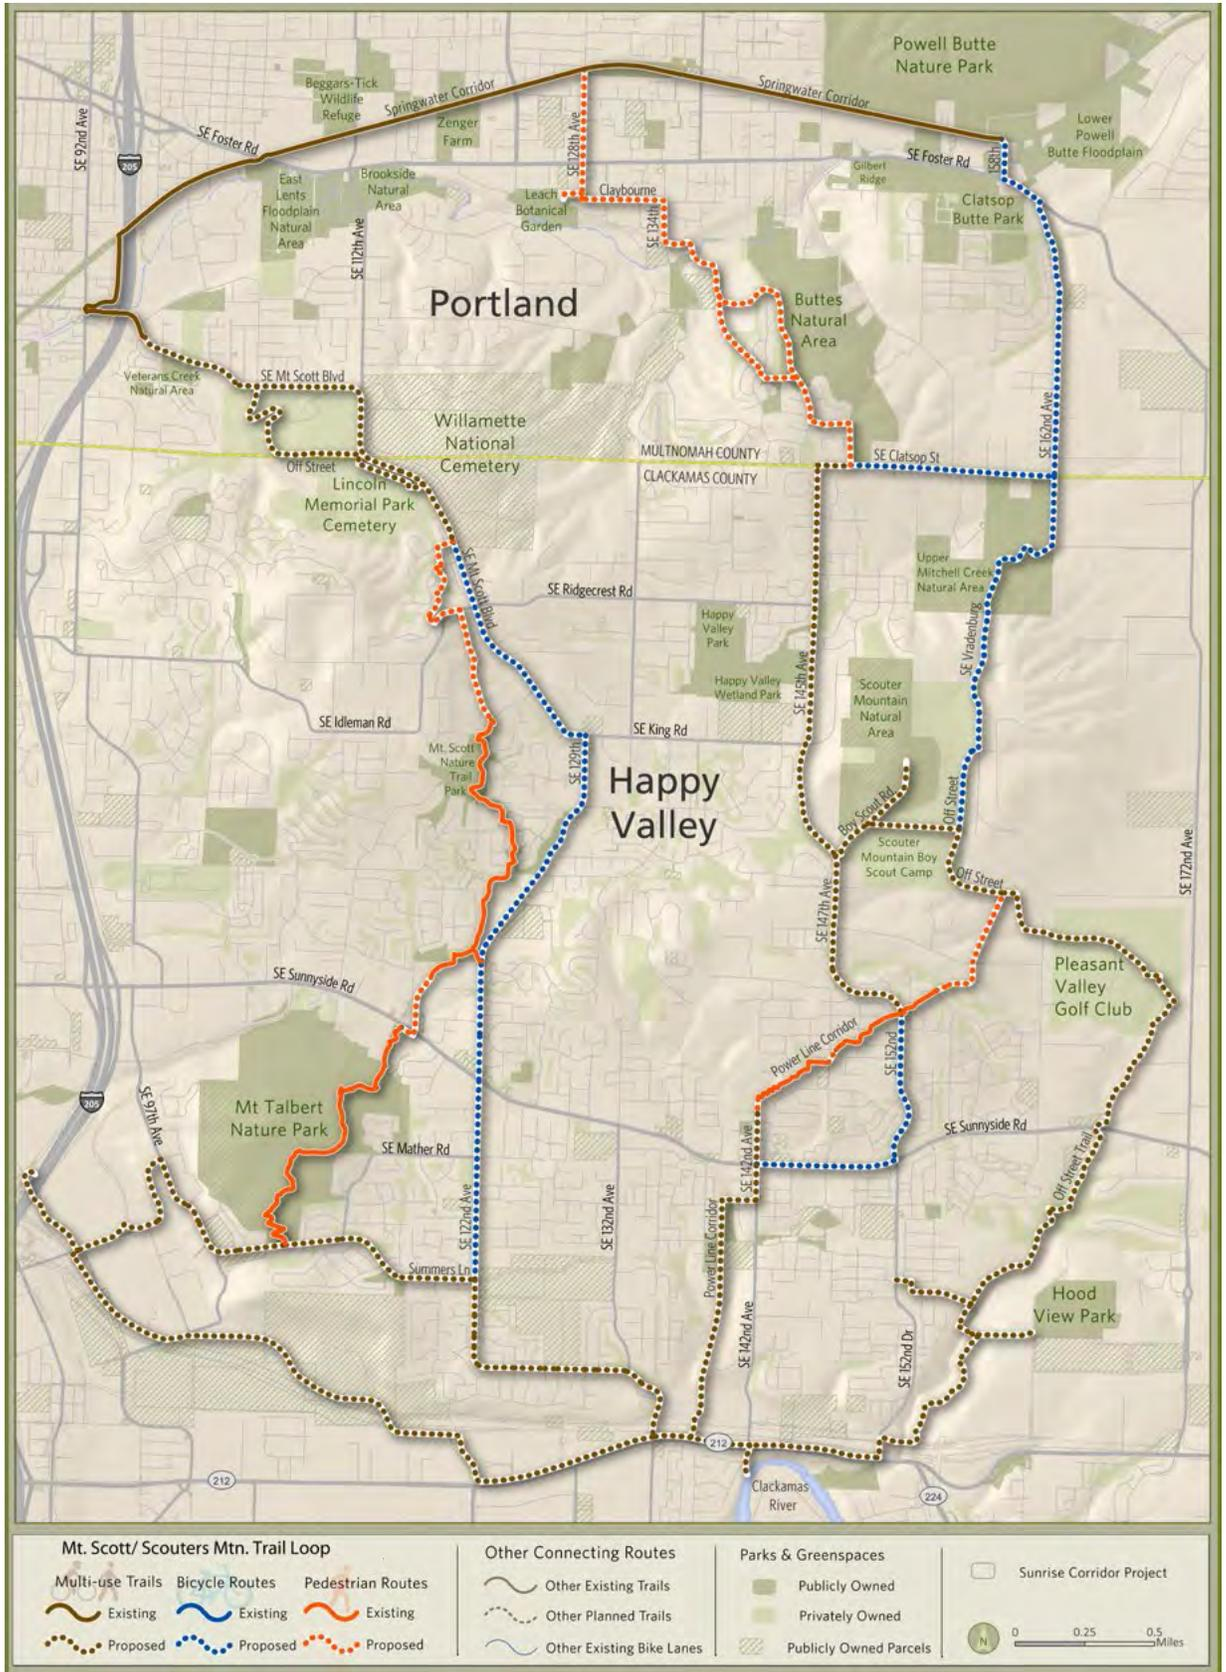 Powell Butte
Nature Park
Beggars-Tick
Wildlife
Refuge
Springwater Corridor
Springwater Corridor
Zenger
Farm
SE 92nd Ave
205
SE Foster Rd
SE 128th Ave
Lower
Powell
Butte Floodplain
SE Foster Rd
158th
Gilbert
Ridge
East
Lents
Floodplain
Natural
Area
Brookside
Natural
Area
Leach
Botanical
Garden
Claybourne
SE 134th
Clatsop
Butte Park
SE 112th Ave
Portland
Buttes
Natural
Area
Veterans Creek
Natural Area
SE Mt Scott Blvd
Willamette
National
Cemetery
SE 162nd Ave
MULTNOMAH COUNTY
CLACKAMAS COUNTY
SE Clatsop St
Off Street
Lincoln
Memorial Park
Cemetery
SE Mt Scott Blvd
SE Ridgecrest Rd
Upper
Mitchell Creek
Natural Area
Happy
Valley
Park
SE Vradenburg
Happy Valley
Wetland Park
SE 145th Ave
Scouter
Mountain
Natural
Area
SE Idleman Rd
SE King Rd
Mt. Scott
Nature
Trail
Park
SE 129th
Happy
Valley
Boy Scout Rd
Off Street
Scouter
Mountain Boy
Scout Camp
Off Street
SE 172nd Ave
SE 147th Ave
SE Sunnyside Rd
Pleasant
Valley
Golf Club
Power Line Corridor
SE 152nd
205
SE 97th Ave
Mt Talbert
Nature Park
SE Mather Rd
SE 142nd Ave
SE Sunnyside Rd
Off Street Trail
SE 122nd Ave
SE 132nd Ave
Power Line Corridor
Summers Ln
Hood
View Park
SE 142nd Ave
SE 152nd Dr
212
212
Clackamas
River
224
Mt. Scott/ Scouters Mtn. Trail Loop
Multi-use Trails Bicycle Routes Pedestrian Routes
Existing Existing Existing
Proposed Proposed Proposed
Other Connecting Routes
Other Existing Trails
Other Planned Trails
Other Existing Bike Lanes
Parks & Greenspaces
Publicly Owned
Privately Owned
Publicly Owned Parcels
Sunrise Corridor Project
N
0 0.25 0.5
Miles